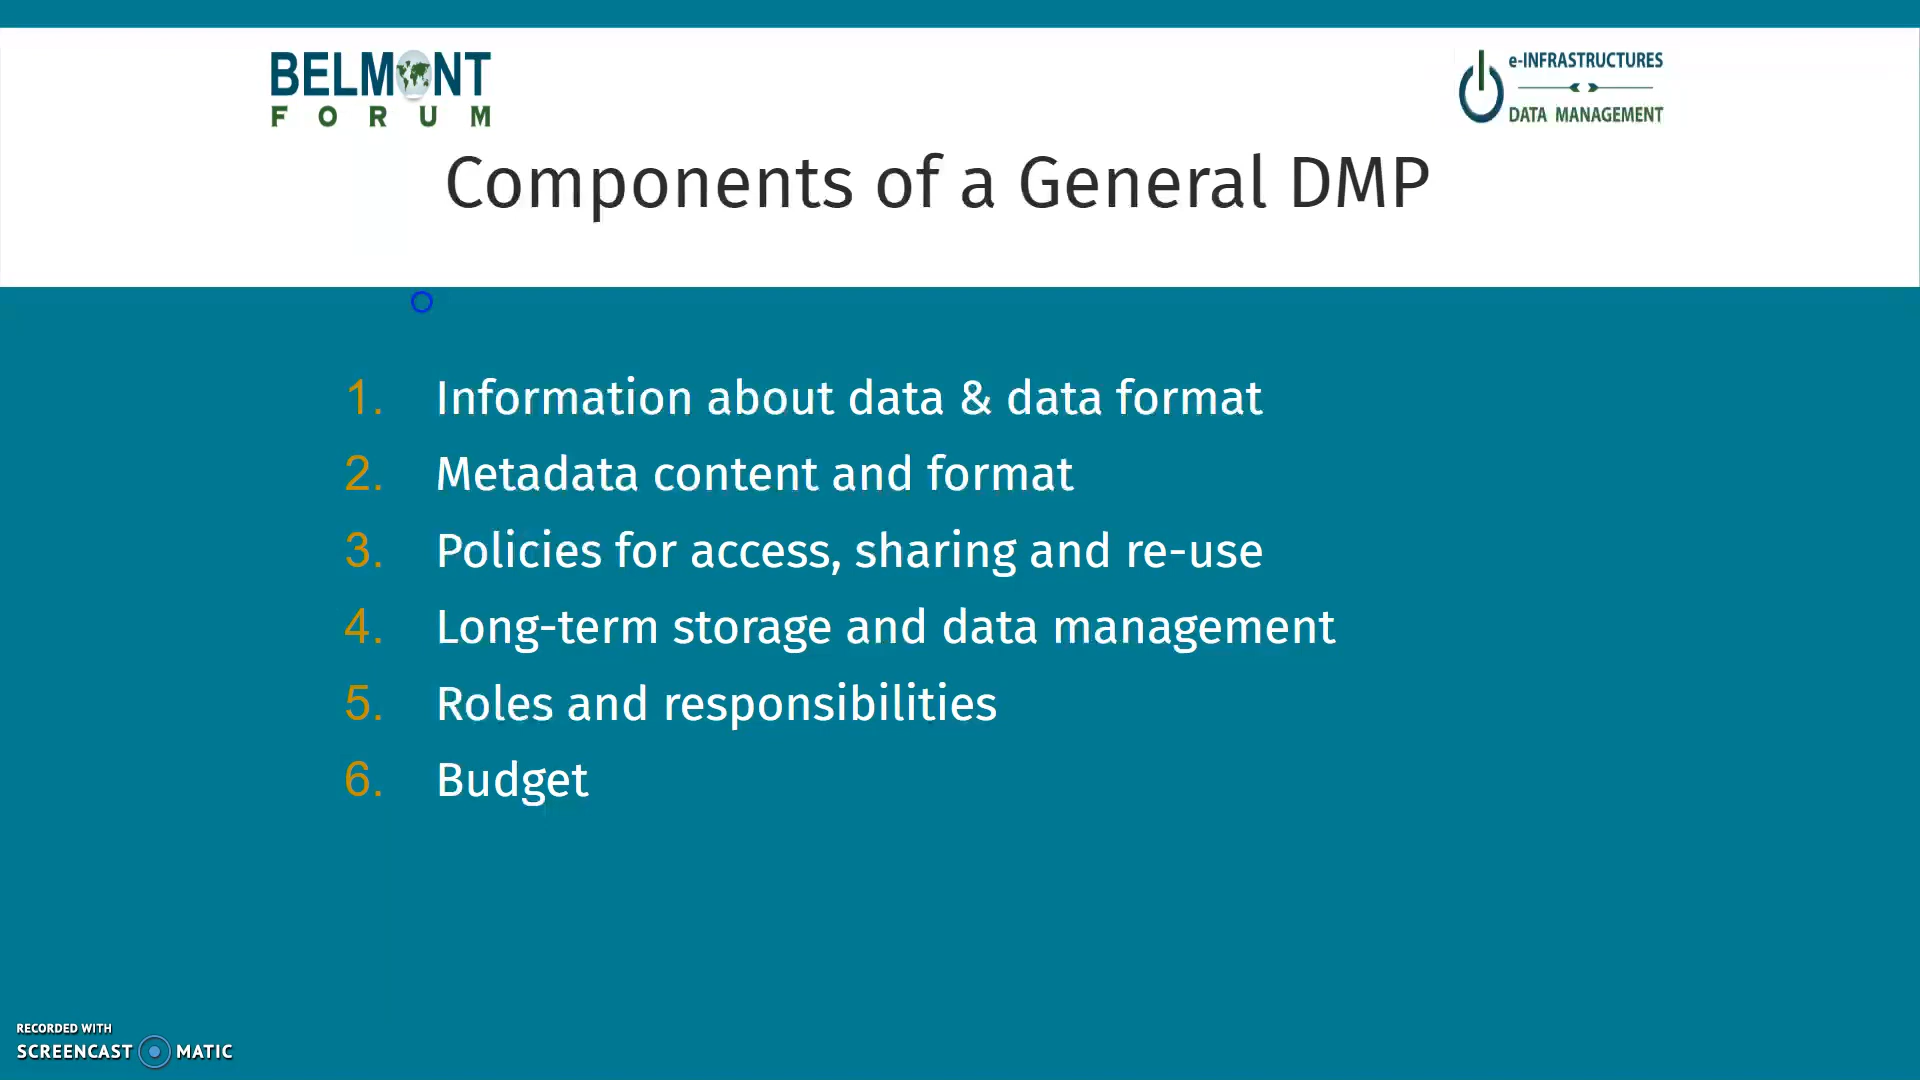 BELMONT
FORUM
e-INFRASTRUCTURES
DATA MANAGEMENT
Components of a General DMP
1. Information about data & data format
2. Metadata content and format
3. Policies for access, sharing and re-use
4. Long-term storage and data management
5. Roles and responsibilities
6. Budget
RECORDED WITH
SCREENCAST MATIC